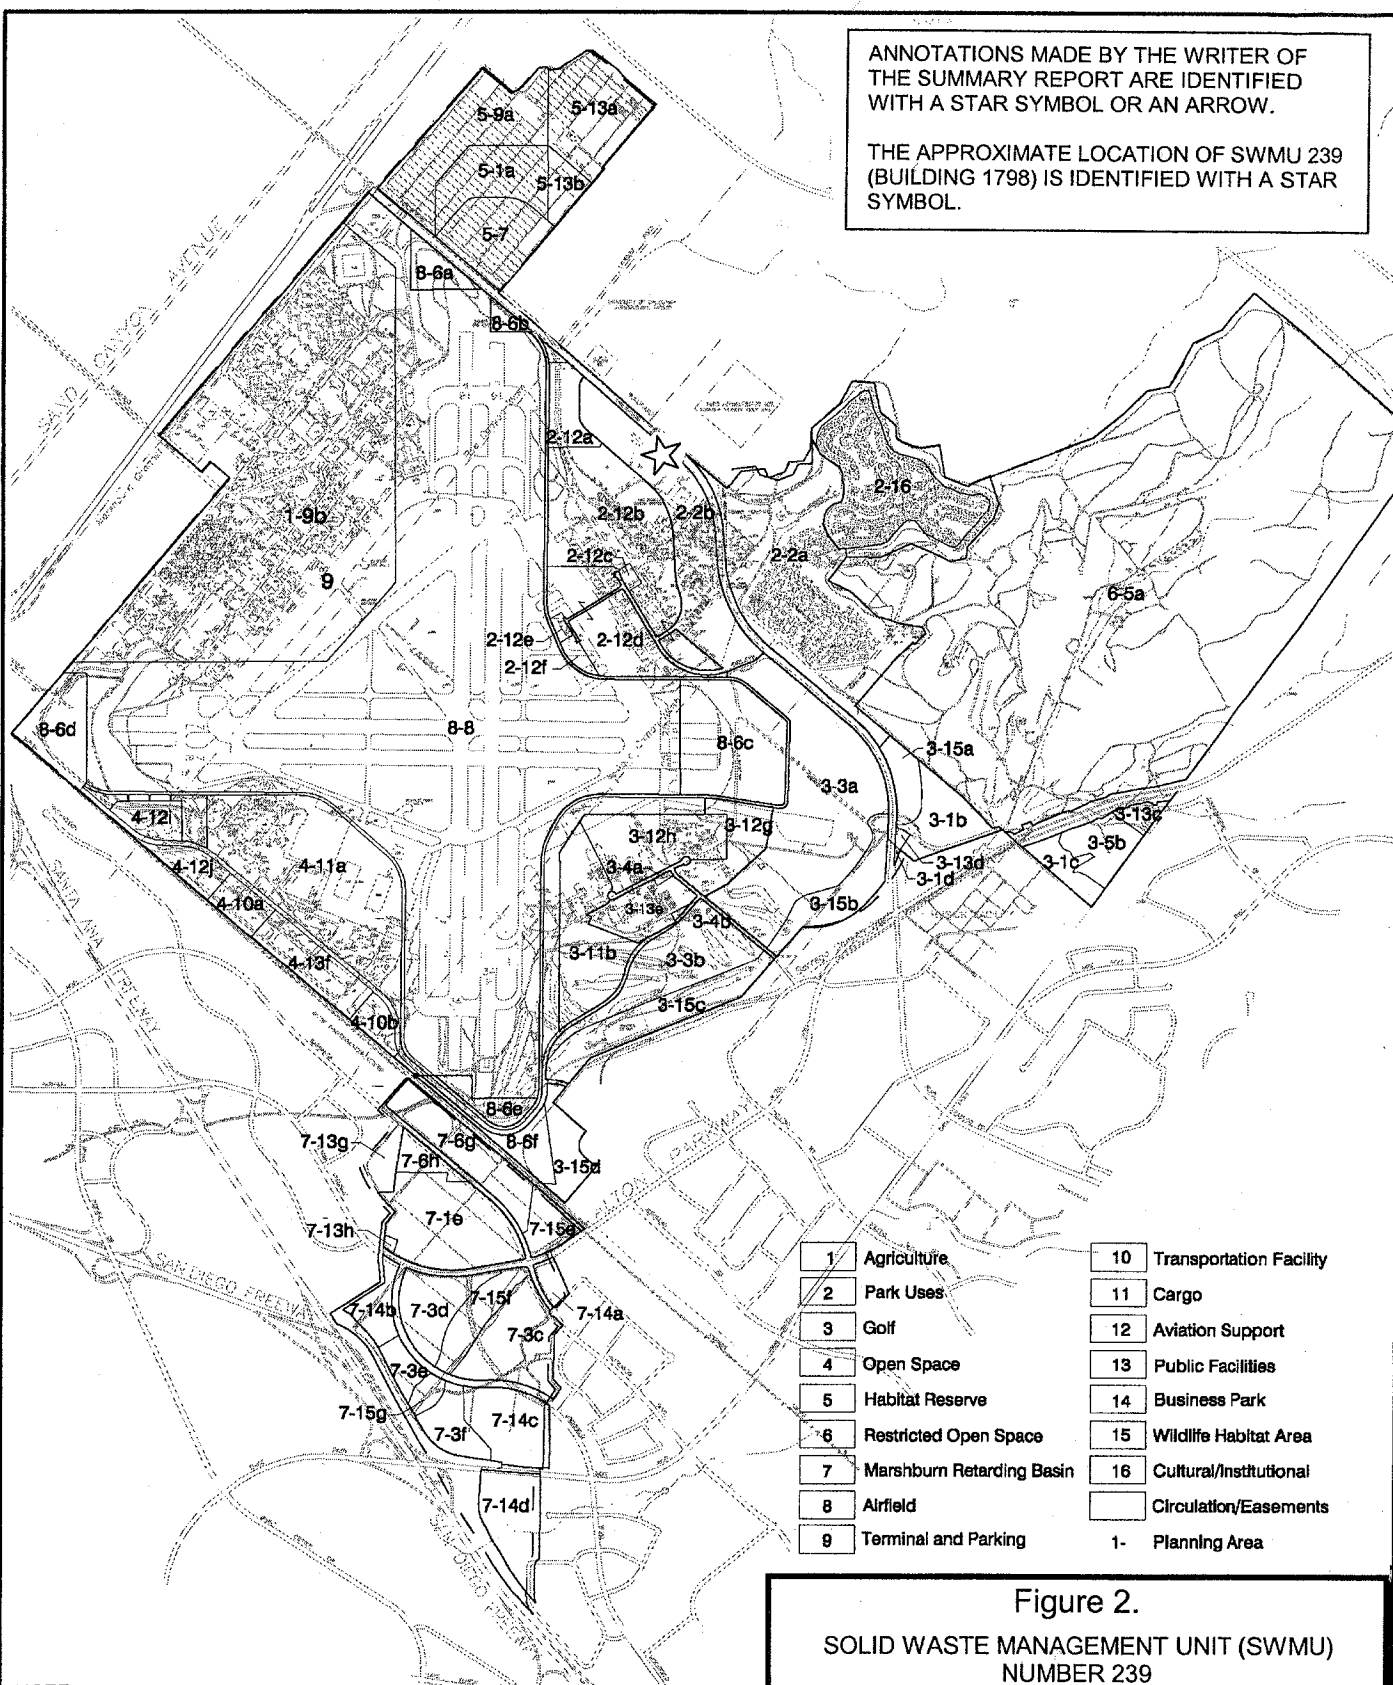 ANNOTATIONS MADE BY THE WRITER OF
THE SUMMARY REPORT ARE IDENTIFIED
WITH A STAR SYMBOL OR AN ARROW.
THE APPROXIMATE LOCATION OF SWMU 239
(BUILDING 1798) IS IDENTIFIED WITH A STAR
SYMBOL.
5-9a
5-13a
5-1a
5-13b
5-7
SAND CANYON AVENUE
8-6a
8-6b
2-12a
2-16
1-9b
2-12b
2-2b
2-12c
2-2a
9
6-5a
2-12e
2-12d
2-12f
8-6d
8-8
8-6c
3-15a
3-3a
4-12i
3-12h
3-12g
3-1b
3-13c
3-5b
4-12j
4-11a
3-4a
3-13d
3-1c
3-1d
4-10a
3-13e
3-4b
3-15b
4-13f
3-11b
3-3b
3-15c
4-10b
SANTA ANA FREEWAY
8-6e
7-13g
7-6g
8-6f
7-6h
3-15d
ALTON PARKWAY
7-1e
7-13h
7-15e
SAN DIEGO FREEWAY
7-14b
7-3d
7-15f
7-14a
7-3c
7-3e
7-15g
7-3f
7-14c
7-14d
SAN DIEGO FREEWAY
1 Agriculture
2 Park Uses
3 Golf
4 Open Space
5 Habitat Reserve
6 Restricted Open Space
7 Marshburn Retarding Basin
8 Airfield
9 Terminal and Parking
10 Transportation Facility
11 Cargo
12 Aviation Support
13 Public Facilities
14 Business Park
15 Wildlife Habitat Area
16 Cultural/Institutional
Circulation/Easements
1- Planning Area
Figure 2.
SOLID WASTE MANAGEMENT UNIT (SWMU)
NUMBER 239